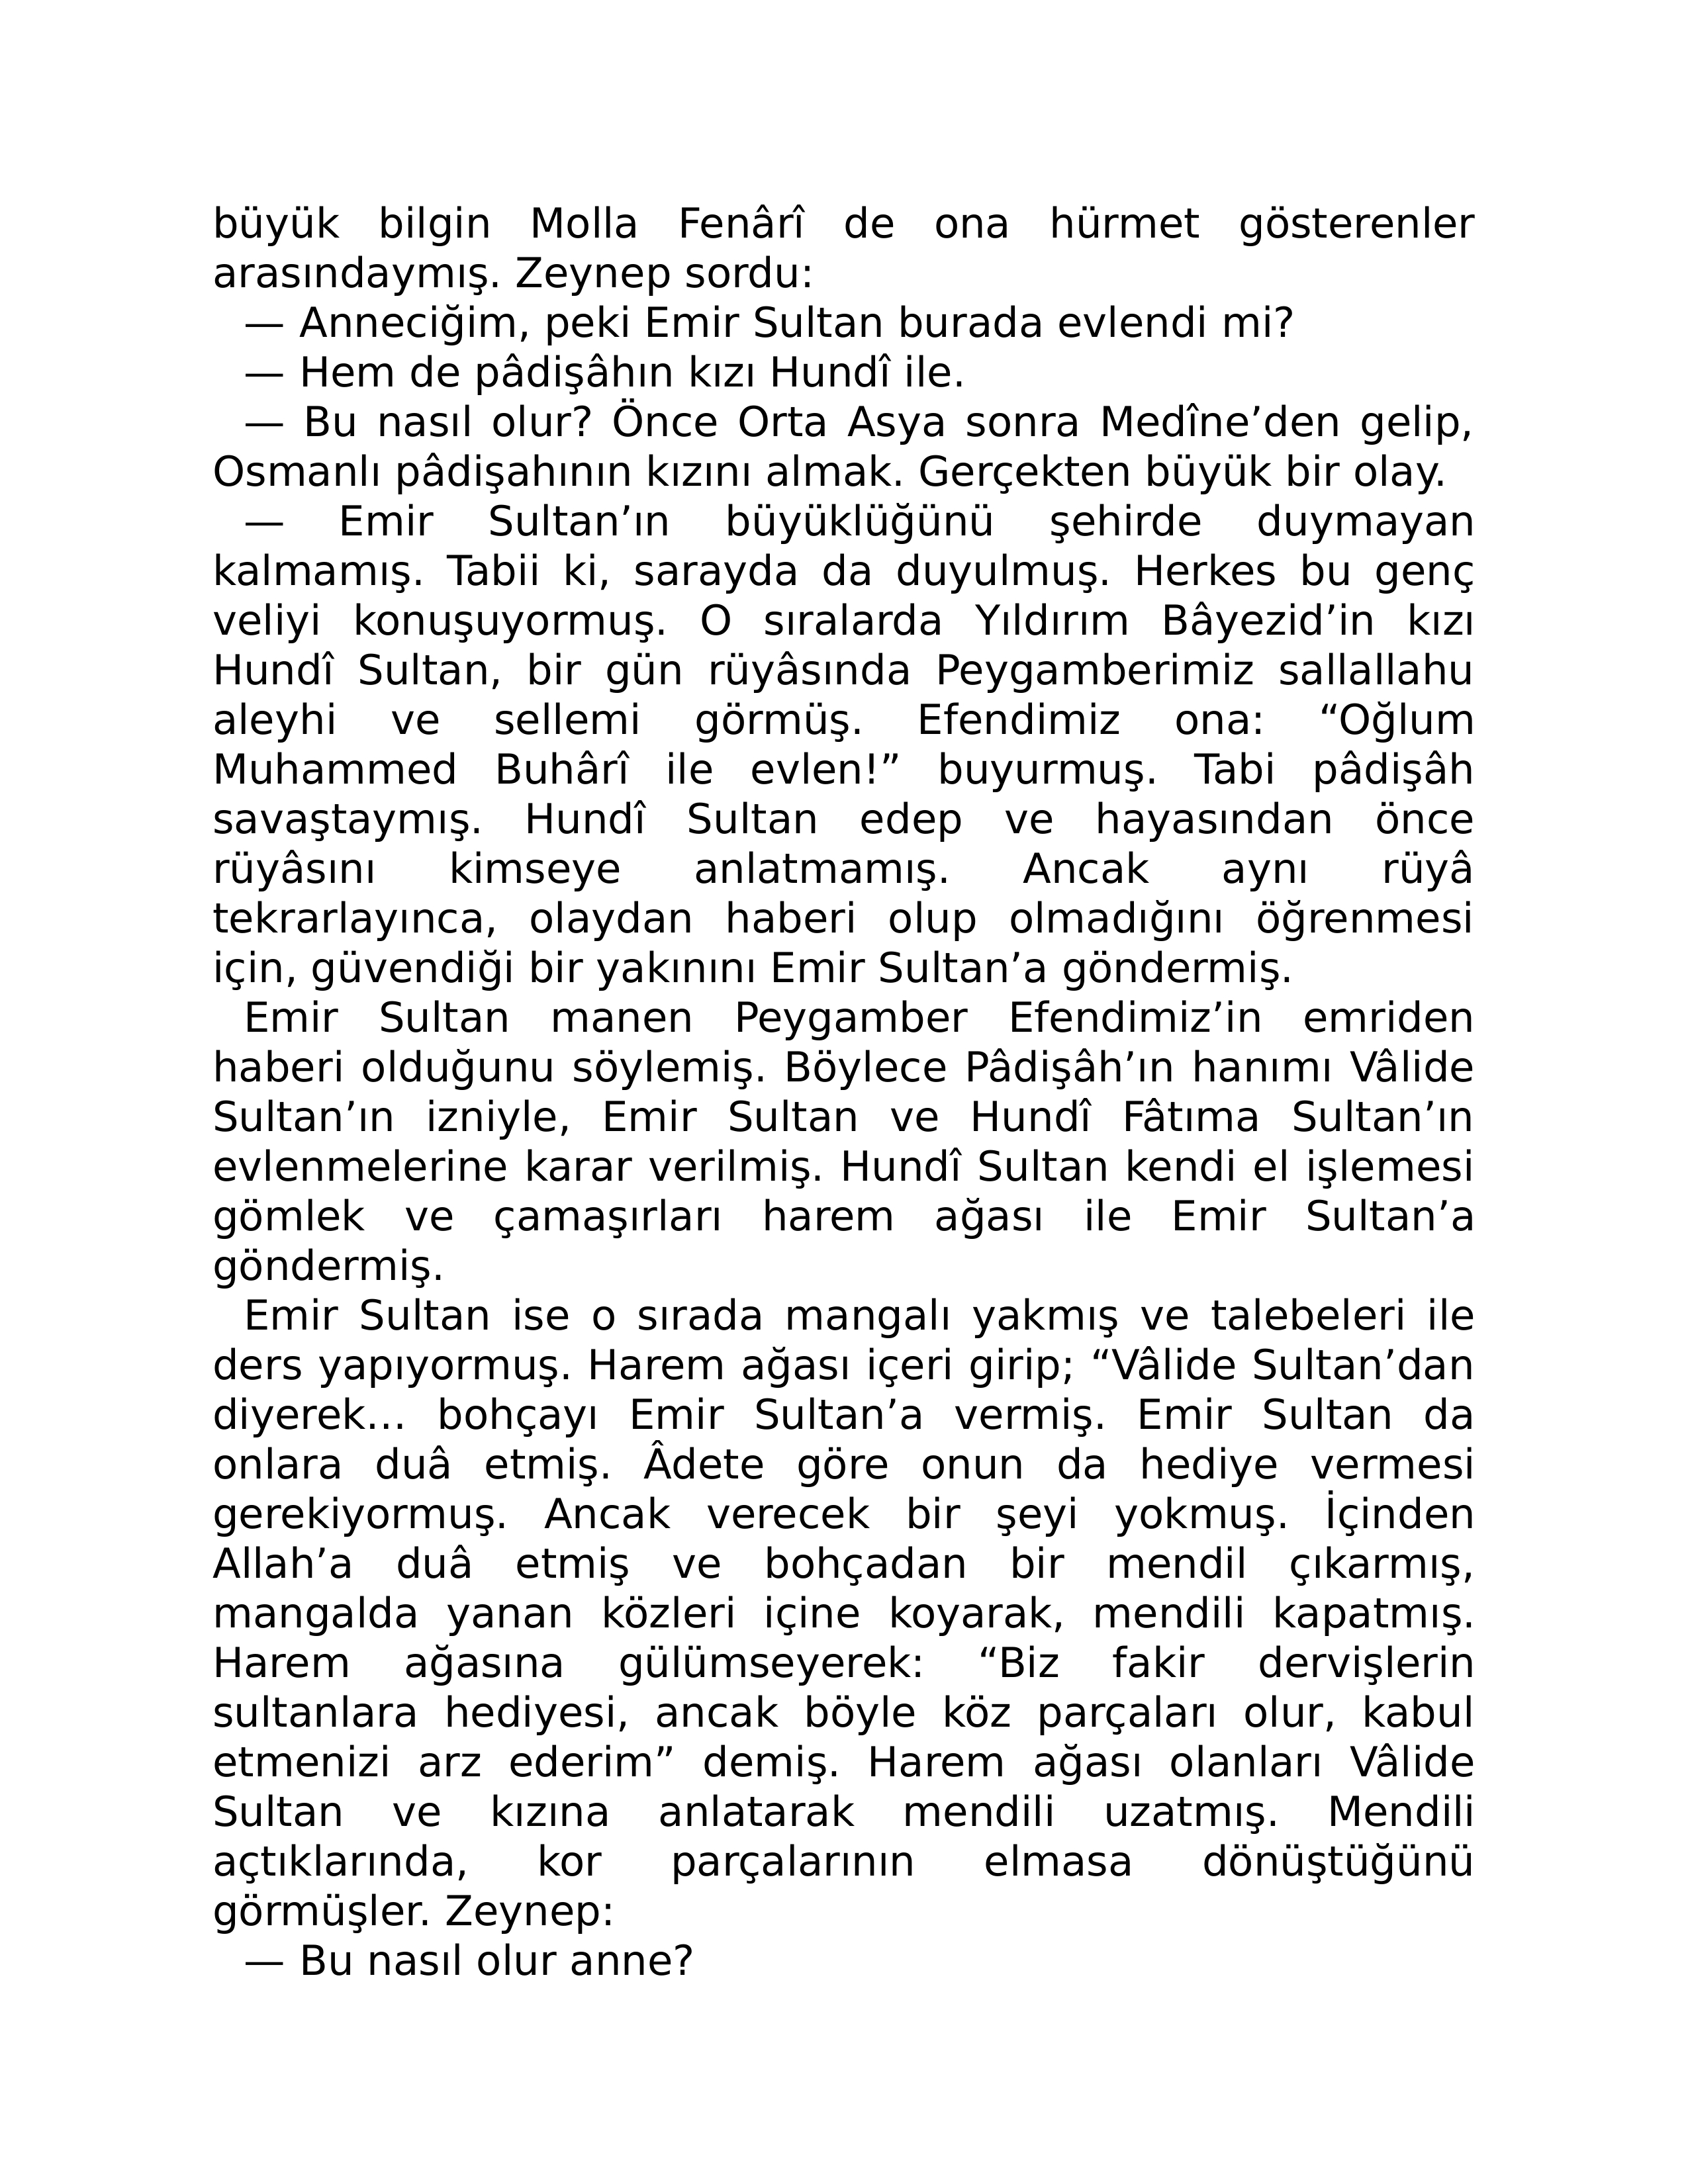 büyük bilgin Molla Fenârî de ona hürmet gösterenler
arasındaymış. Zeynep sordu:
— Anneciğim, peki Emir Sultan burada evlendi mi?
— Hem de pâdişâhın kızı Hundî ile.
— Bu nasıl olur? Önce Orta Asya sonra Medîne’den gelip,
Osmanlı pâdişahının kızını almak. Gerçekten büyük bir olay.
— Emir Sultan’ın büyüklüğünü şehirde duymayan
kalmamış. Tabii ki, sarayda da duyulmuş. Herkes bu genç
veliyi konuşuyormuş. O sıralarda Yıldırım Bâyezid’in kızı
Hundî Sultan, bir gün rüyâsında Peygamberimiz sallallahu
aleyhi ve sellemi görmüş. Efendimiz ona: “Oğlum
Muhammed Buhârî ile evlen!” buyurmuş. Tabi pâdişâh
savaştaymış. Hundî Sultan edep ve hayasından önce
rüyâsını kimseye anlatmamış. Ancak aynı rüyâ
tekrarlayınca, olaydan haberi olup olmadığını öğrenmesi
için, güvendiği bir yakınını Emir Sultan’a göndermiş.
Emir Sultan manen Peygamber Efendimiz’in emriden
haberi olduğunu söylemiş. Böylece Pâdişâh’ın hanımı Vâlide
Sultan’ın izniyle, Emir Sultan ve Hundî Fâtıma Sultan’ın
evlenmelerine karar verilmiş. Hundî Sultan kendi el işlemesi
gömlek ve çamaşırları harem ağası ile Emir Sultan’a
göndermiş.
Emir Sultan ise o sırada mangalı yakmış ve talebeleri ile
ders yapıyormuş. Harem ağası içeri girip; “Vâlide Sultan’dan
diyerek… bohçayı Emir Sultan’a vermiş. Emir Sultan da
onlara duâ etmiş. Âdete göre onun da hediye vermesi
gerekiyormuş. Ancak verecek bir şeyi yokmuş. İçinden
Allah’a duâ etmiş ve bohçadan bir mendil çıkarmış,
mangalda yanan közleri içine koyarak, mendili kapatmış.
Harem ağasına gülümseyerek: “Biz fakir dervişlerin
sultanlara hediyesi, ancak böyle köz parçaları olur, kabul
etmenizi arz ederim” demiş. Harem ağası olanları Vâlide
Sultan ve kızına anlatarak mendili uzatmış. Mendili
açtıklarında, kor parçalarının elmasa dönüştüğünü
görmüşler. Zeynep:
— Bu nasıl olur anne?